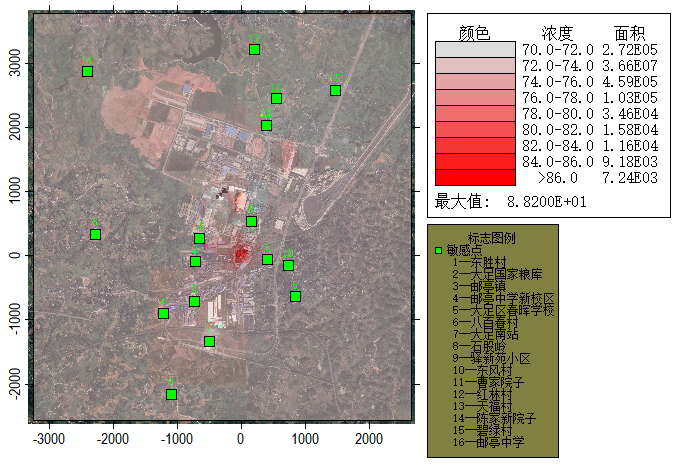 颜色 浓度 面积
70.0-72.0 2.72E05
72.0-74.0 3.66E07
74.0-76.0 4.59E05
76.0-78.0 1.03E05
78.0-80.0 3.46E04
80.0-82.0 1.58E04
82.0-84.0 1.16E04
84.0-86.0 9.18E03
>86.0 7.24E03
最大值: 8.8200E+01
标志图例
敏感点
1—东胜村
2—大足国家粮库
3—邮亭镇
4—邮亭中学新校区
5—大足区春晖学校
6—八百春村
7—大足南站
8—石股岭
9—驿新苑小区
10—东风村
11—曹家院子
12—红林村
13—天福村
14—陈家新院子
15—碧绿村
16—邮亭中学
3000
2000
1000
0
-1000
-2000
-3000 -2000 -1000 0 1000 2000